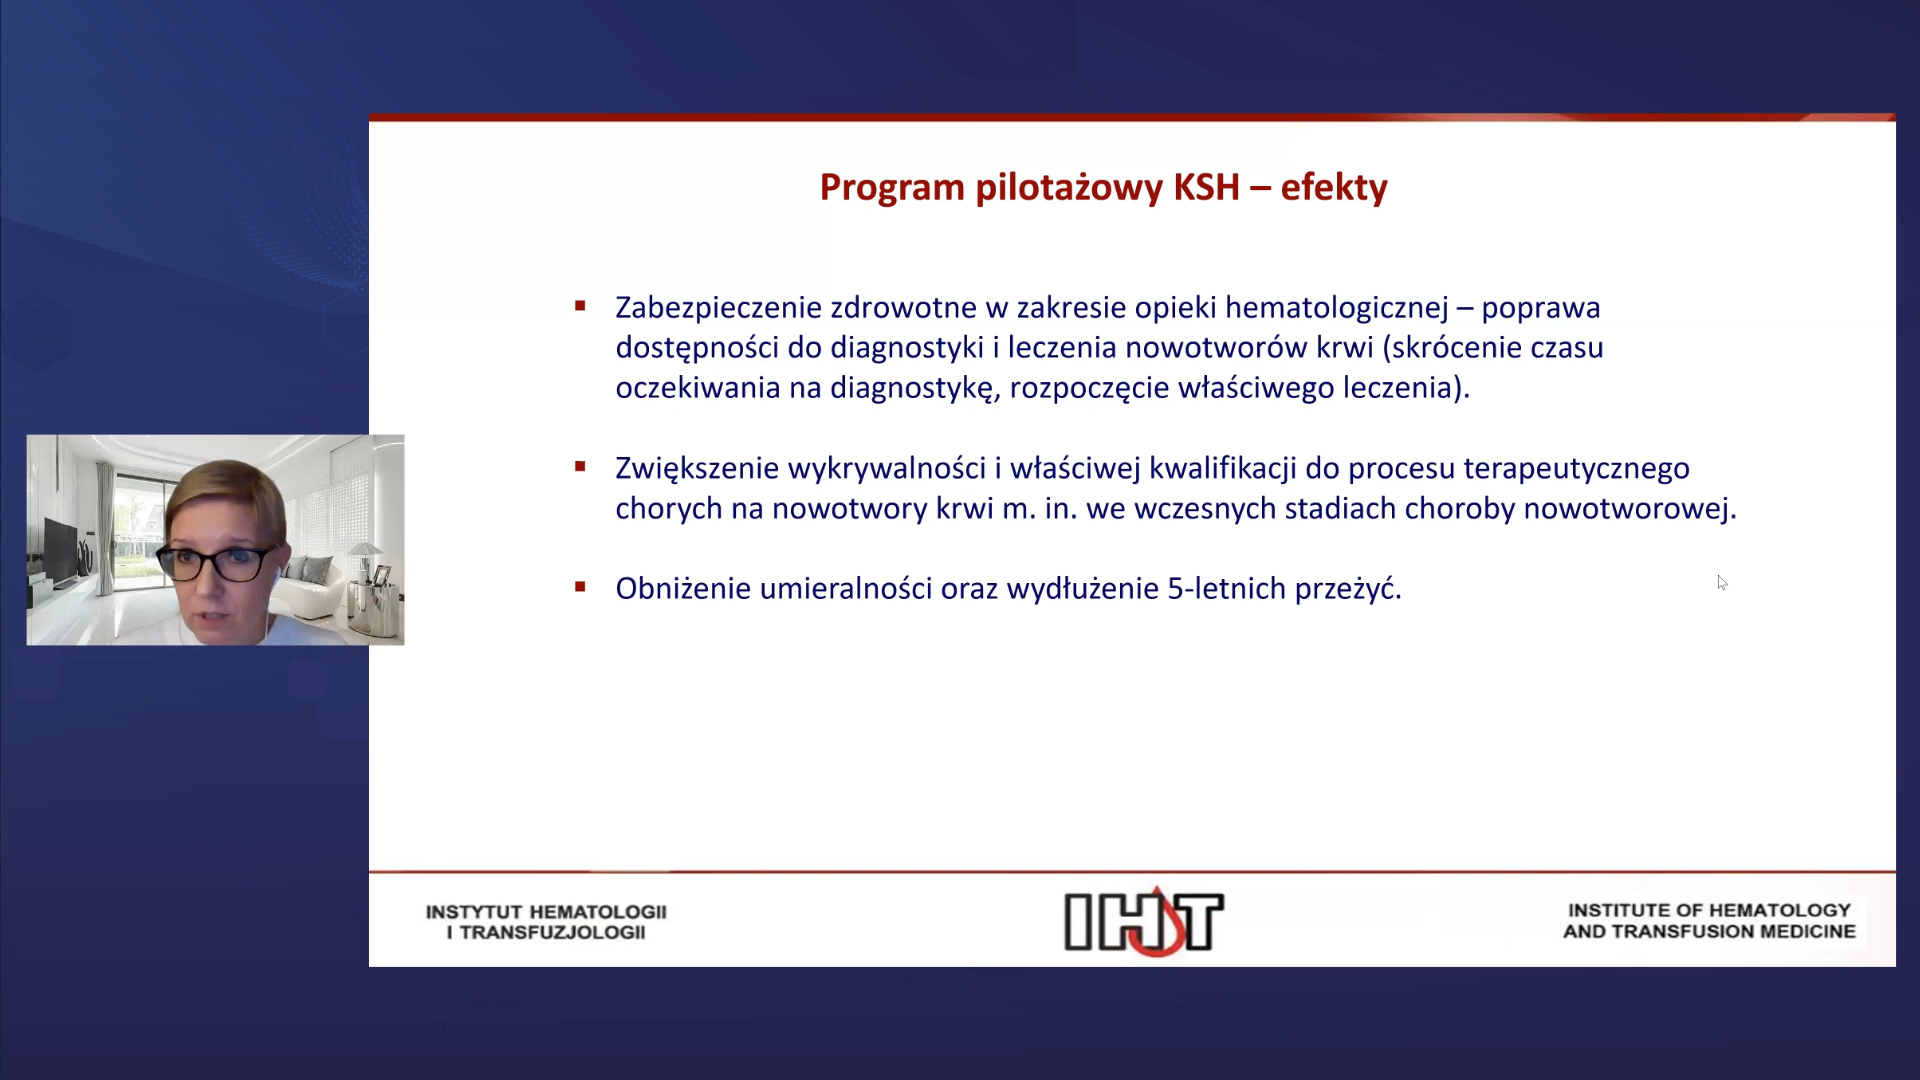 Program pilotażowy KSH – efekty
▪ Zabezpieczenie zdrowotne w zakresie opieki hematologicznej – poprawa
dostępności do diagnostyki i leczenia nowotworów krwi (skrócenie czasu
oczekiwania na diagnostykę, rozpoczęcie właściwego leczenia).
▪ Zwiększenie wykrywalności i właściwej kwalifikacji do procesu terapeutycznego
chorych na nowotwory krwi m. in. we wczesnych stadiach choroby nowotworowej.
▪ Obniżenie umieralności oraz wydłużenie 5-letnich przeżyć.
INSTYTUT HEMATOLOGII
I TRANSFUZJOLOGII
IHT
INSTITUTE OF HEMATOLOGY
AND TRANSFUSION MEDICINE